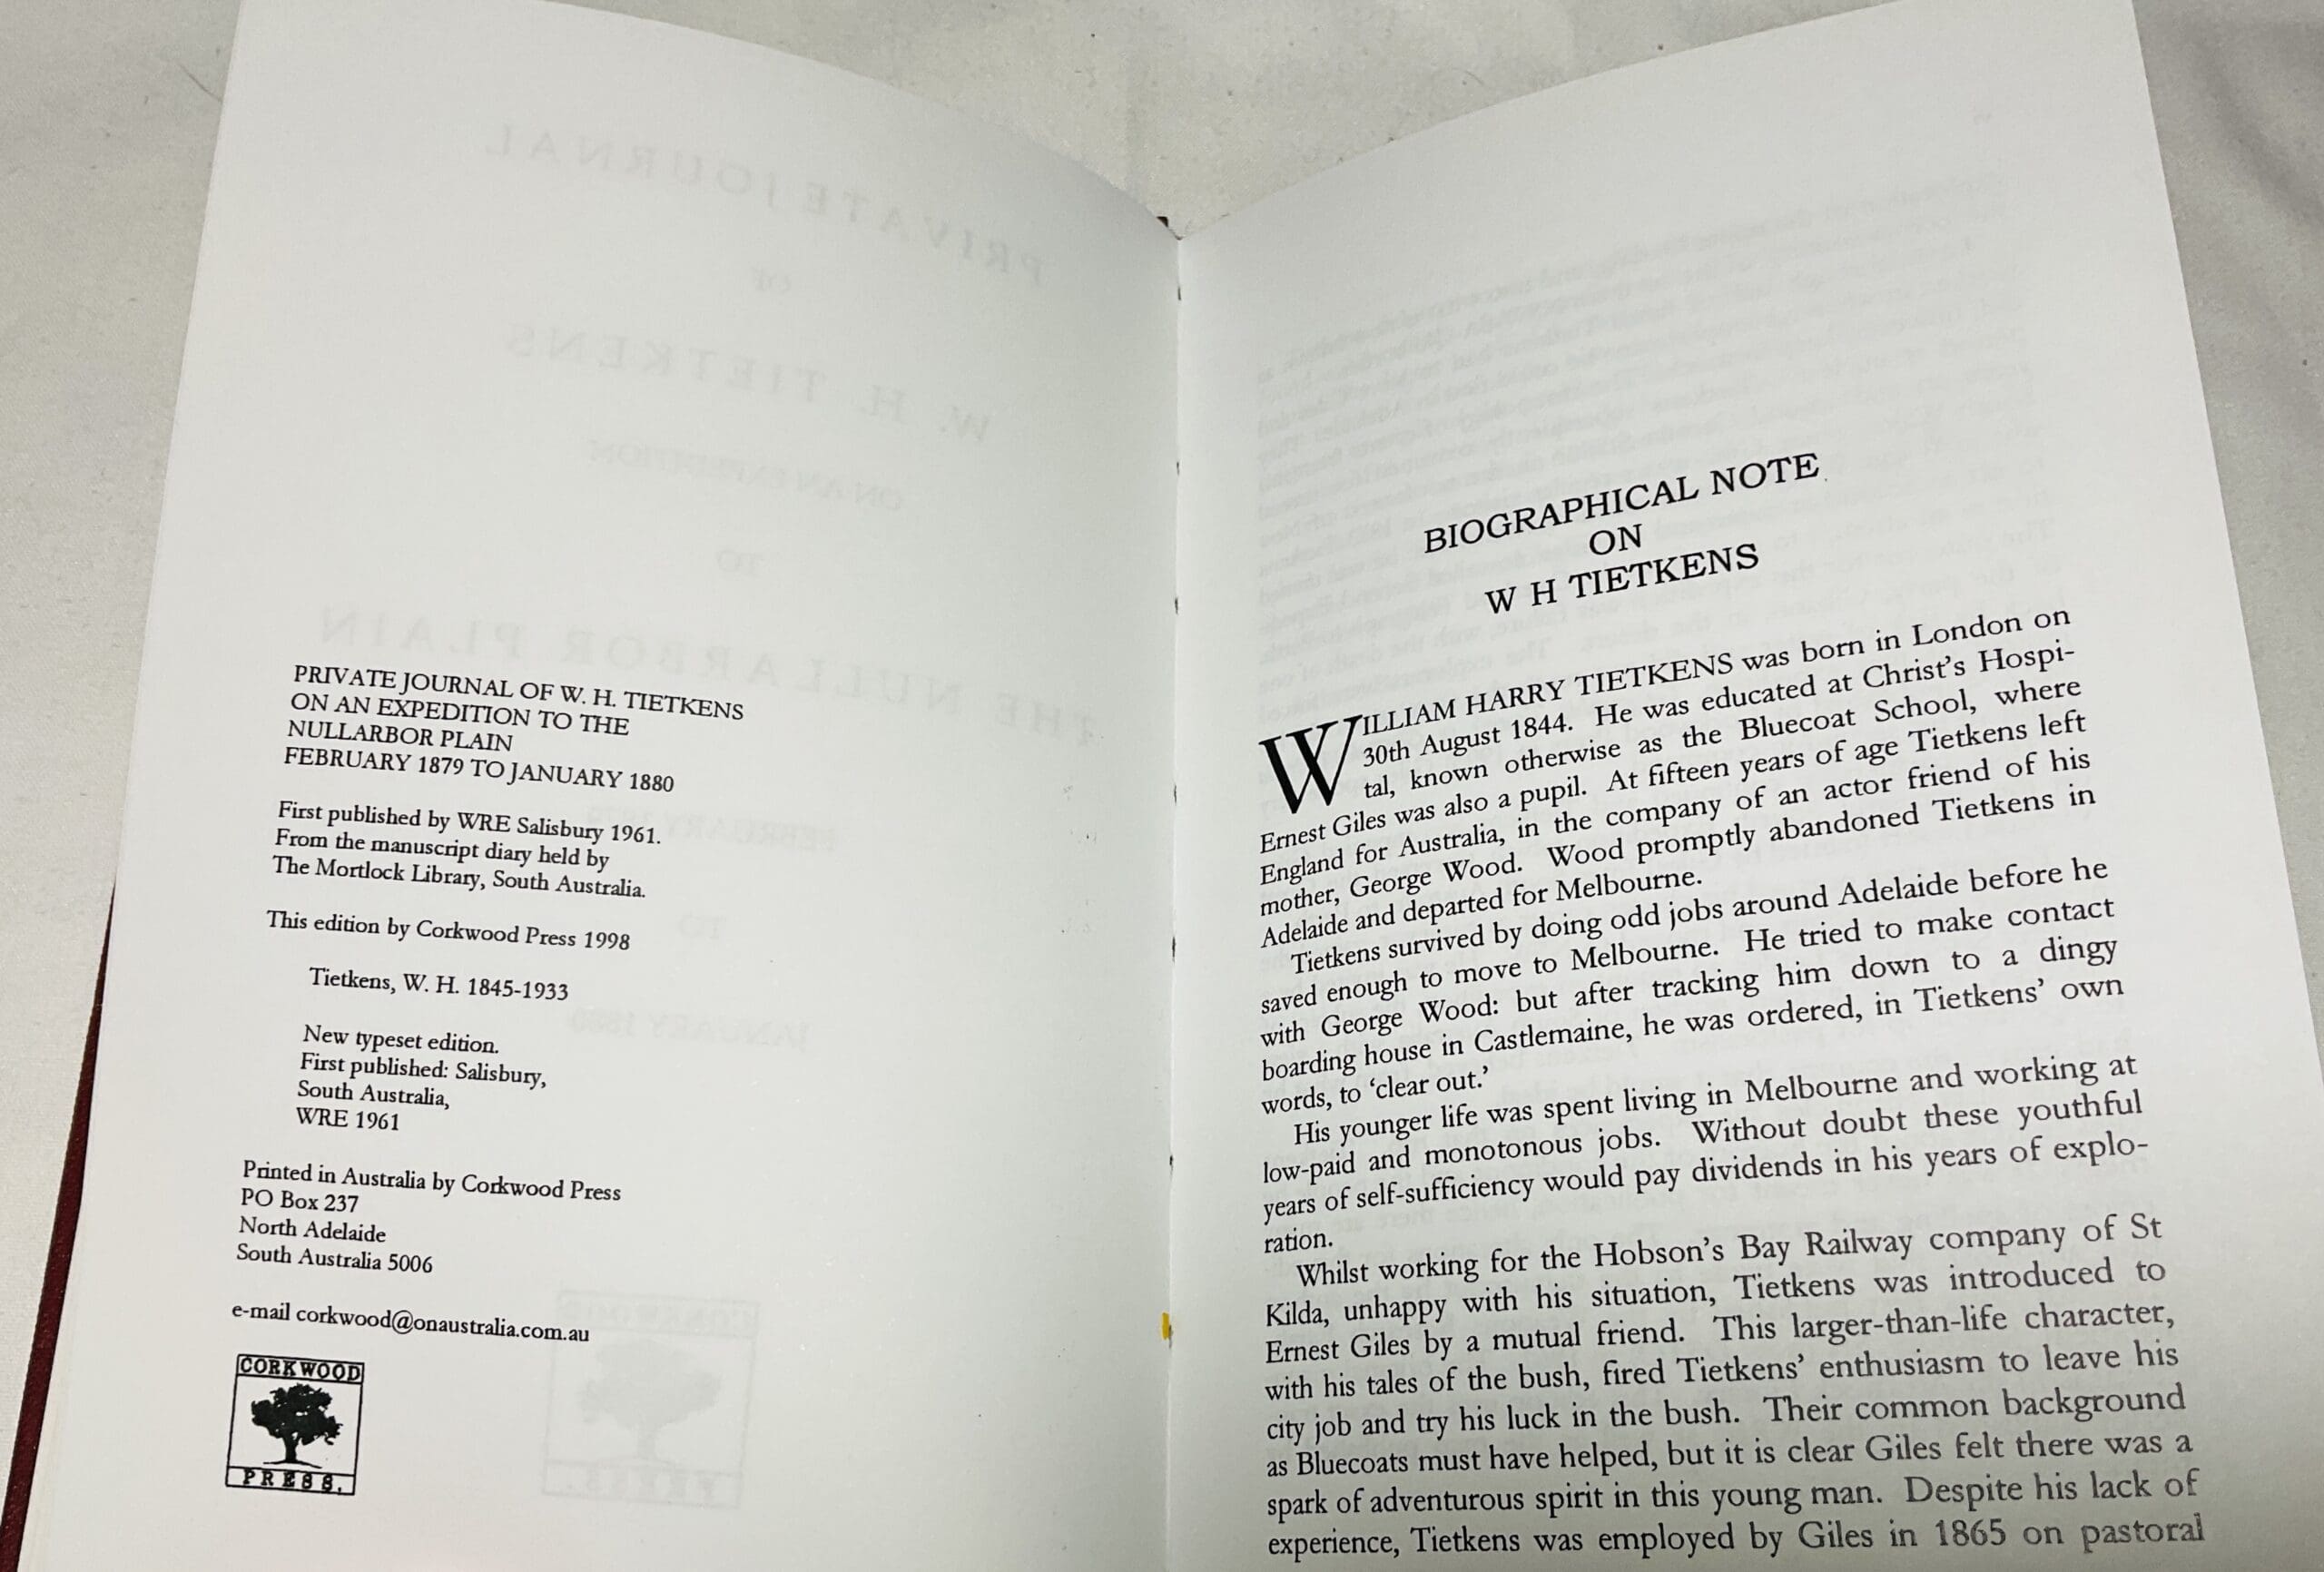 PRIVATE JOURNAL OF W. H. TIETKENS
ON AN EXPEDITION TO THE
NULLARBOR PLAIN
FEBRUARY 1879 TO JANUARY 1880
First published by WRE Salisbury 1961.
From the manuscript diary held by
The Mortlock Library, South Australia.
This edition by Corkwood Press 1998
Tietkens, W. H. 1845-1933
New typeset edition.
First published: Salisbury,
South Australia,
WRE 1961
Printed in Australia by Corkwood Press
PO Box 237
North Adelaide
South Australia 5006
e-mail corkwood@onaustralia.com.au
CORKWOOD
PRESS.
BIOGRAPHICAL NOTE
ON
W H TIETKENS
WILLIAM HARRY TIETKENS was born in London on
30th August 1844. He was educated at Christ's Hospi-
tal, known otherwise as the Bluecoat School, where
Ernest Giles was also a pupil. At fifteen years of age Tietkens left
England for Australia, in the company of an actor friend of his
mother, George Wood. Wood promptly abandoned Tietkens in
Adelaide and departed for Melbourne.
Tietkens survived by doing odd jobs around Adelaide before he
saved enough to move to Melbourne. He tried to make contact
with George Wood: but after tracking him down to a dingy
boarding house in Castlemaine, he was ordered, in Tietkens' own
words, to 'clear out.'
His younger life was spent living in Melbourne and working at
low-paid and monotonous jobs. Without doubt these youthful
years of self-sufficiency would pay dividends in his years of explo-
ration.
Whilst working for the Hobson's Bay Railway company of St
Kilda, unhappy with his situation, Tietkens was introduced to
Ernest Giles by a mutual friend. This larger-than-life character,
with his tales of the bush, fired Tietkens' enthusiasm to leave his
city job and try his luck in the bush. Their common background
as Bluecoats must have helped, but it is clear Giles felt there was a
spark of adventurous spirit in this young man. Despite his lack of
experience, Tietkens was employed by Giles in 1865 on pastoral